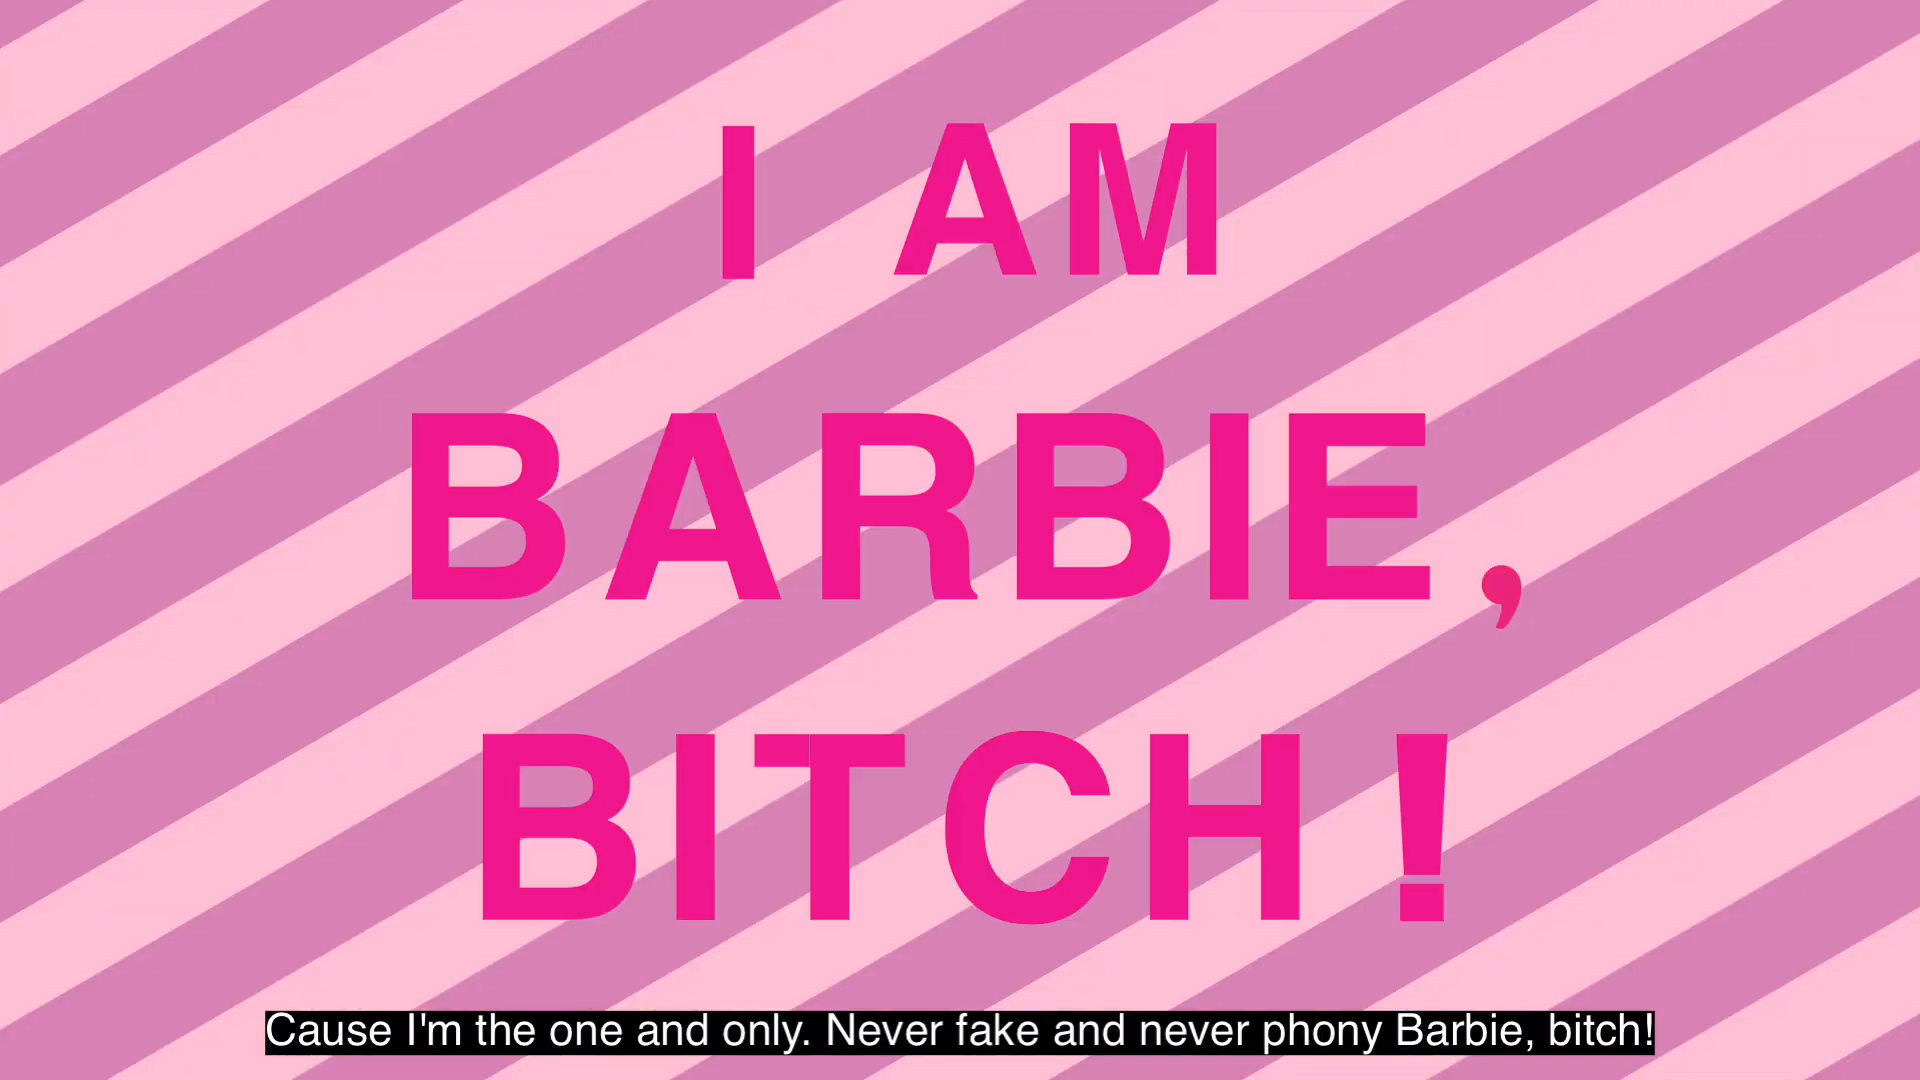 I AM
BARBIE,
BITCH!
Cause I'm the one and only. Never fake and never phony Barbie, bitch!